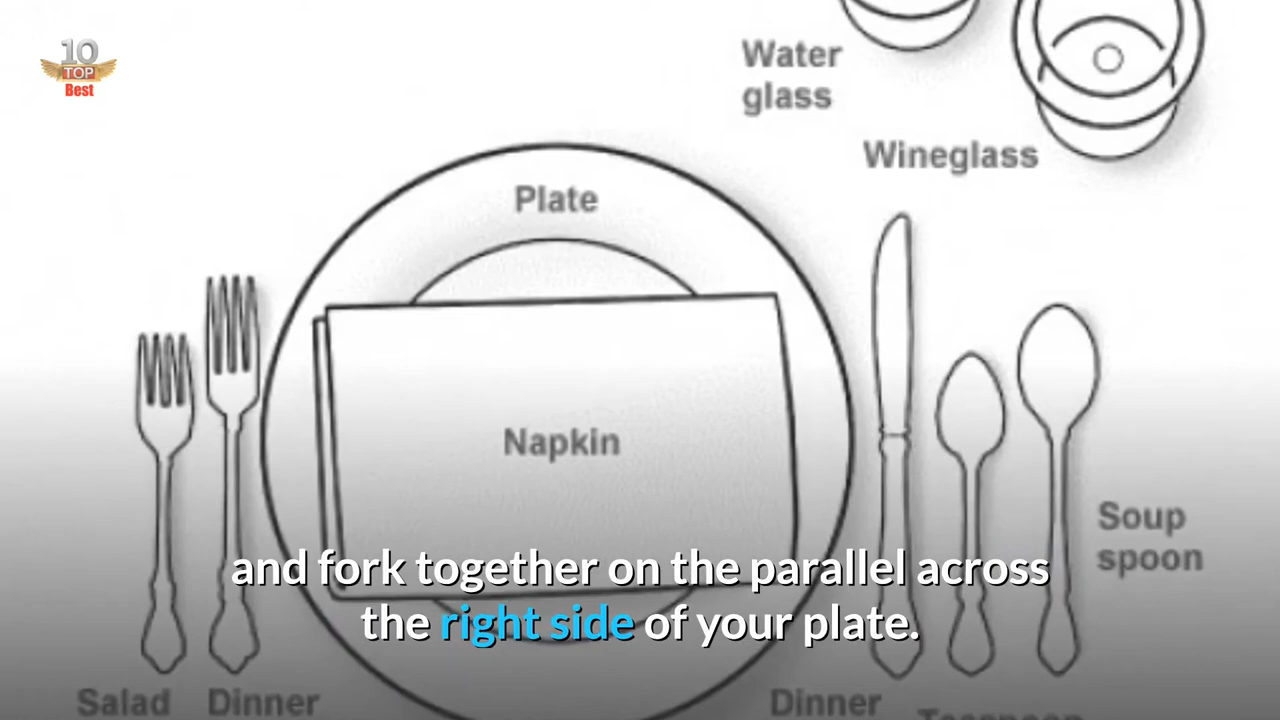 10
TOP
Best
Water
glass
Wineglass
Plate
Napkin
Soup
spoon
and fork together on the parallel across
the right side of your plate.
Salad
Dinner
Dinner
Teaspoon